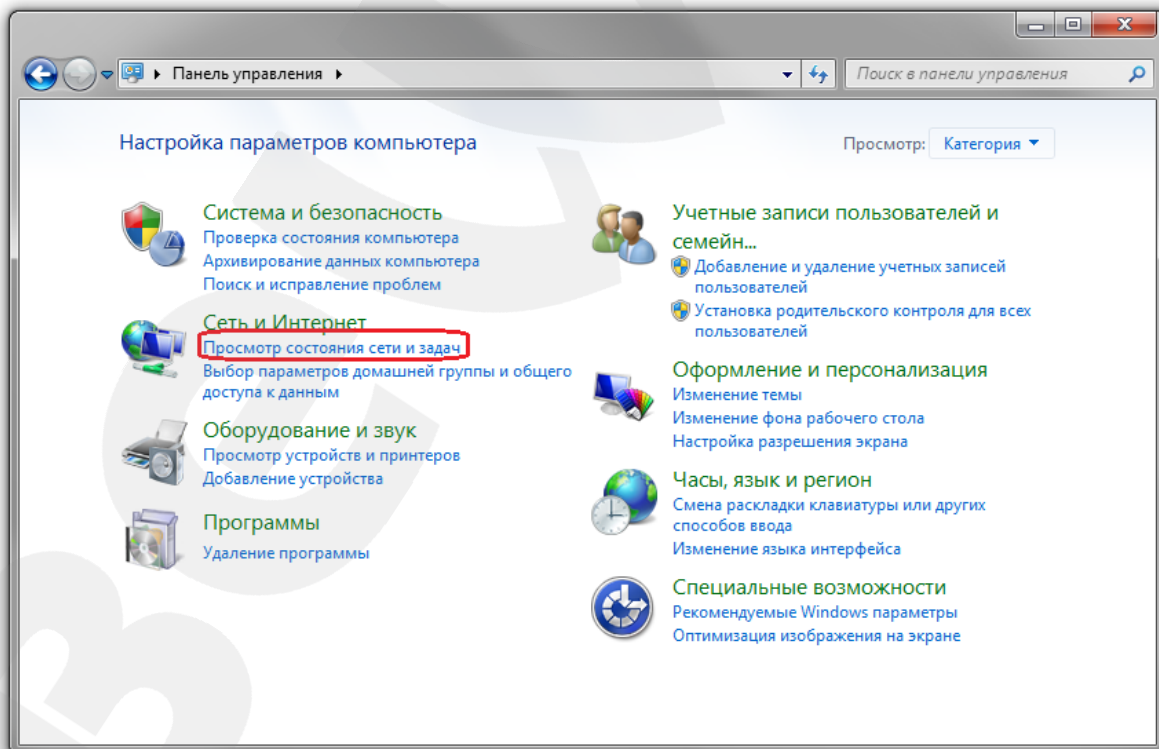 Панель управления
Поиск в панели управления
Настройка параметров компьютера
Просмотр: Категория
Система и безопасность
Проверка состояния компьютера
Архивирование данных компьютера
Поиск и исправление проблем
Сеть и Интернет
Просмотр состояния сети и задач
Выбор параметров домашней группы и общего
доступа к данным
Оборудование и звук
Просмотр устройств и принтеров
Добавление устройства
Программы
Удаление программы
Учетные записи пользователей и
семейн...
Добавление и удаление учетных записей
пользователей
Установка родительского контроля для всех
пользователей
Оформление и персонализация
Изменение темы
Изменение фона рабочего стола
Настройка разрешения экрана
Часы, язык и регион
Смена раскладки клавиатуры или других
способов ввода
Изменение языка интерфейса
Специальные возможности
Рекомендуемые Windows параметры
Оптимизация изображения на экране